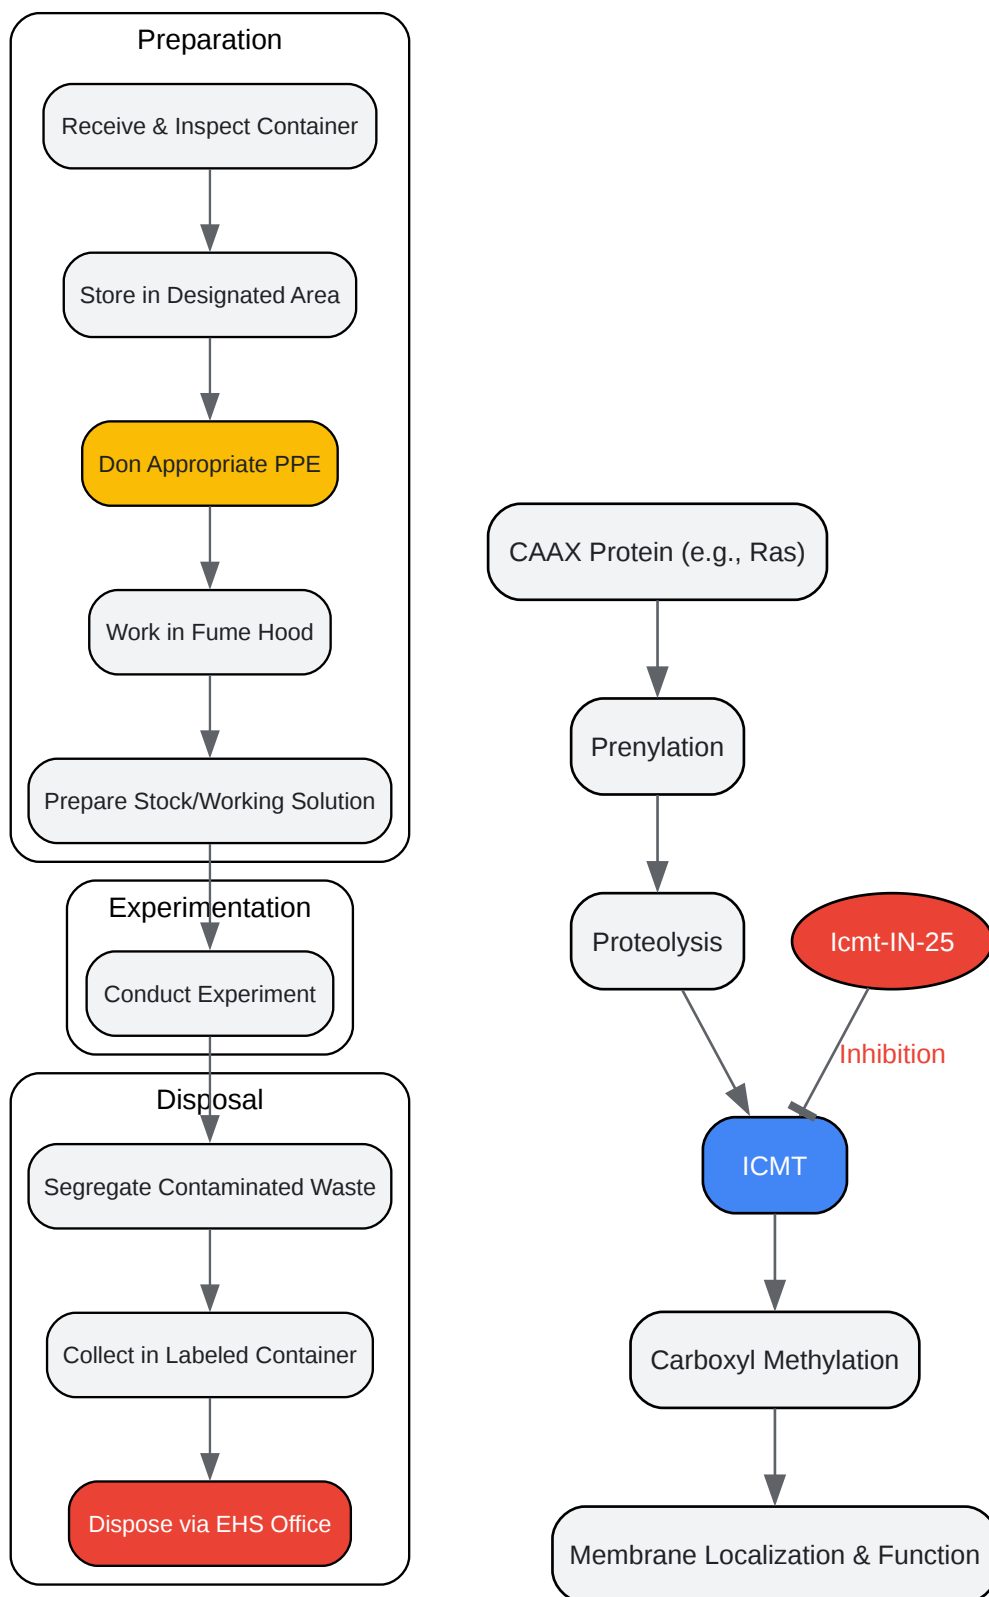 Preparation
Receive & Inspect Container
Store in Designated Area
Don Appropriate PPE
Work in Fume Hood
Prepare Stock/Working Solution
Experimentation
Conduct Experiment
Disposal
Segregate Contaminated Waste
Collect in Labeled Container
Dispose via EHS Office
CAAX Protein (e.g., Ras)
Prenylation
Proteolysis
Icmt-IN-25
Inhibition
ICMT
Carboxyl Methylation
Membrane Localization & Function